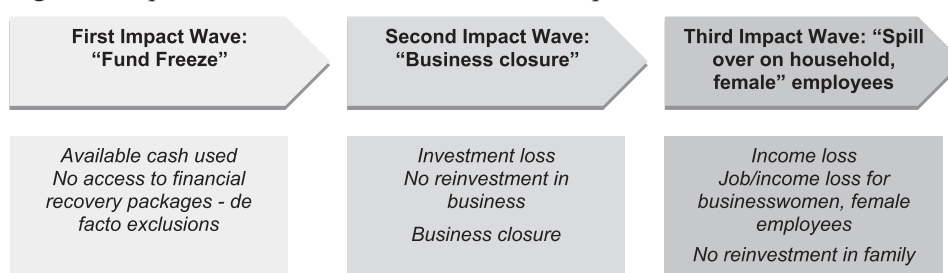 First Impact Wave:
“Fund Freeze”
Available cash used
No access to financial
recovery packages - de
facto exclusions
Second Impact Wave:
“Business closure”
Investment loss
No reinvestment in
business
Business closure
Third Impact Wave: “Spill
over on household,
female” employees
Income loss
Job/income loss for
businesswomen, female
employees
No reinvestment in family